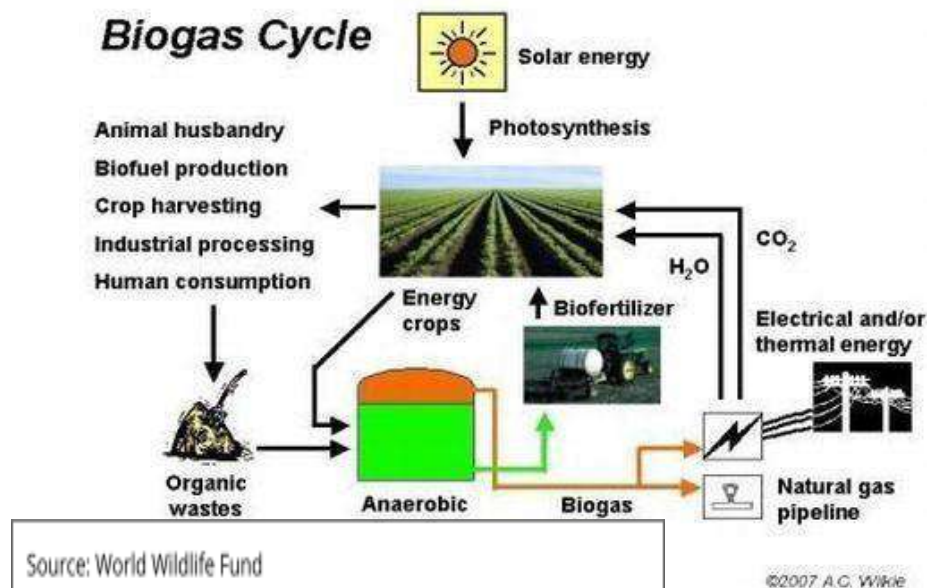 Biogas Cycle
Solar energy
Photosynthesis
Animal husbandry
Biofuel production
Crop harvesting
Industrial processing
Human consumption
CO₂
H₂O
Energy
crops
Biofertilizer
Electrical and/or
thermal energy
Organic
wastes
Anaerobic
Biogas
Natural gas
pipeline
Source: World Wildlife Fund
©2007 A.C. Wilkie